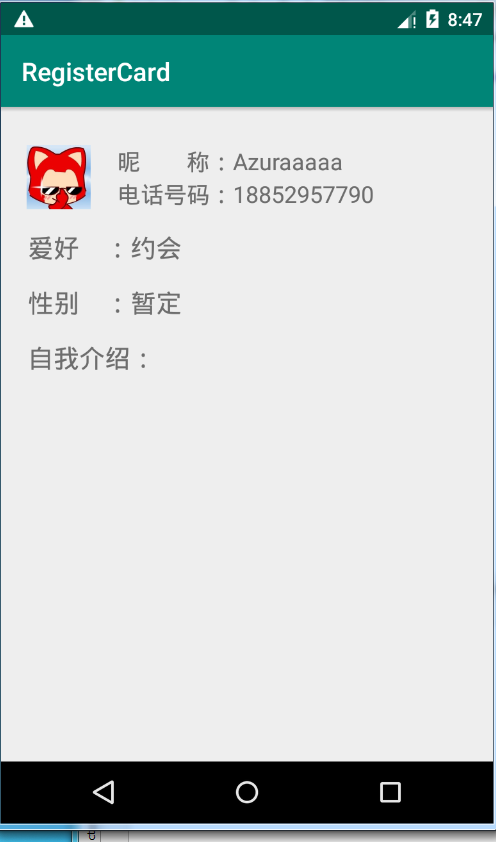 8:47
RegisterCard
昵　　称：Azuraaaaa
电话号码：18852957790
爱好　：约会
性别　：暂定
自我介绍：